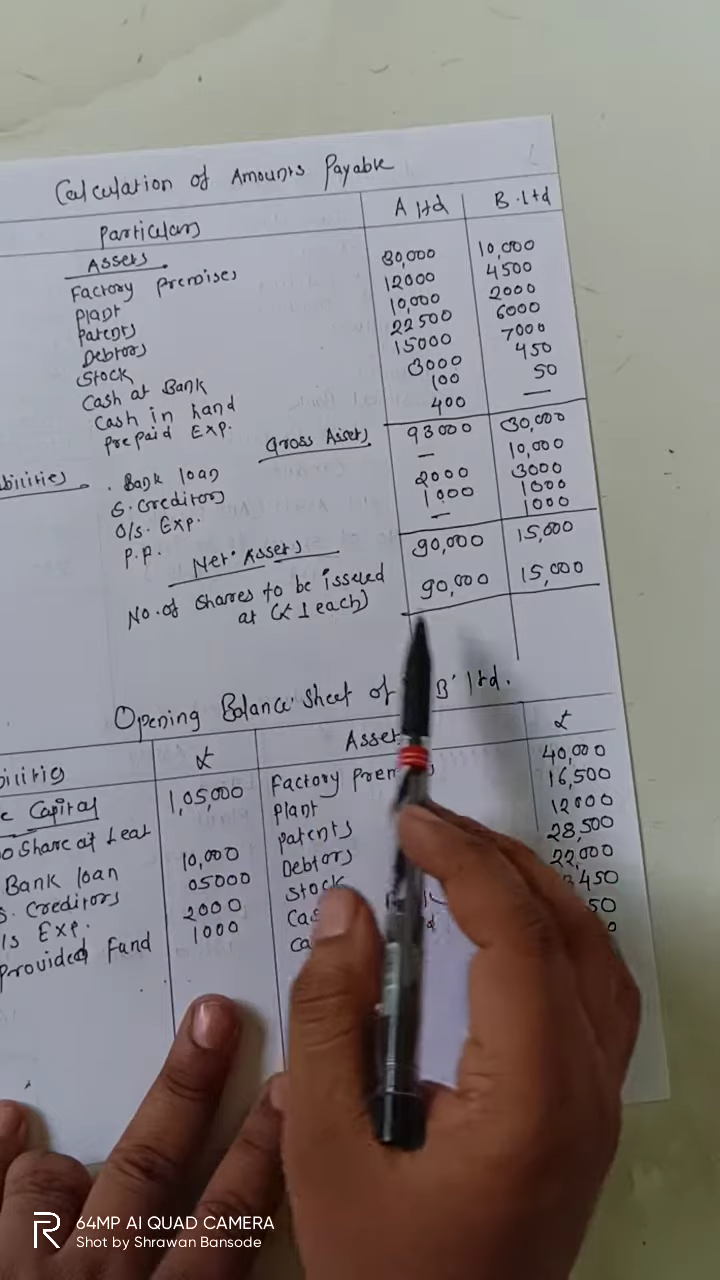 Calculation of Amounts Payable
Particulars A ltd B. ltd
Assets
Factory premises 30,000 10,000
Plant 12000 4500
Patents 10,000 2000
Debtors 22500 6000
Stock 15000 7000
Cash at Bank 3000 450
Cash in hand 100 50
Prepaid Exp. 400 —
Gross Assets 93000 30,000
Bank loan — 10,000
S. Creditors 2000 3000
O/s. Exp. 1000 1000
P.P. — 1000
Net. Assets 90,000 15,000
No. of Shares to be issued
at (₹ 1 each) 90,000 15,000
Opening Balance Sheet of B' ltd.
₹ Asset ₹
Capital 1,05,000 Factory 40,000
Share at Plant 16,500
Bank loan 10,000 Patents 12000
S. Creditors 05000 Debtors 28,500
Exp. 2000 Stock 22,000
Provided Fund 1000
64MP AI QUAD CAMERA
Shot by Shrawan Bansode